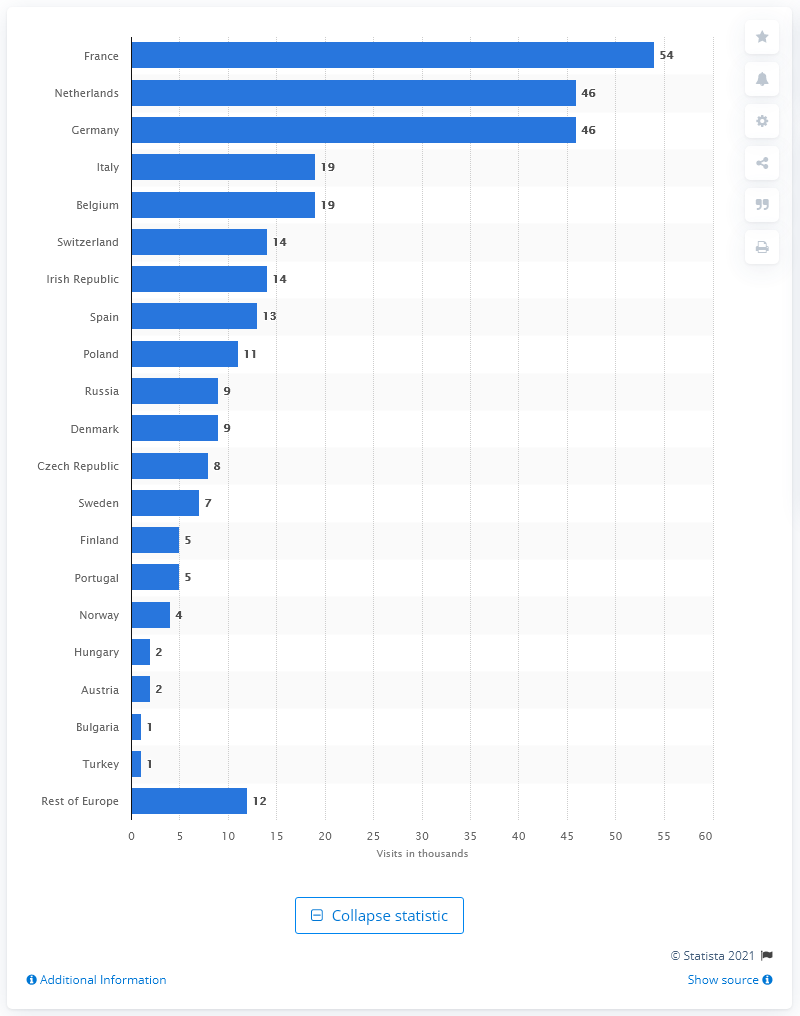 France 54
Netherlands 46
Germany 46
Italy 19
Belgium 19
Switzerland 14
Irish Republic 14
Spain 13
Poland 11
Russia 9
Denmark 9
Czech Republic 8
Sweden 7
Finland 5
Portugal 5
Norway 4
Hungary 2
Austria 2
Bulgaria 1
Turkey 1
Rest of Europe 12
0 5 10 15 20 25 30 35 40 45 50 55 60
Visits in thousands
Collapse statistic
© Statista 2021
Additional Information Show source